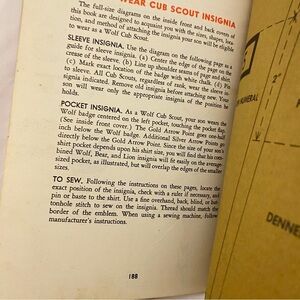 WEAR CUB SCOUT INSIGNIA
The full-size diagrams on the inside front and back covers of
this book are designed to acquaint you with the sizes, shapes, loca-
tion, and method of attaching the insignia your son will be eligible
to wear as a Wolf Cub Scout.
SLEEVE INSIGNIA. Use the diagram on the following page as a
guide for sleeve insignia. (a) Center the edge of the page on the
sleeve of the shirt. (b) Line up shoulder seams of page and shirt
(c) Mark exact location of the badge with white chalk. (d) Pin
to sleeve. All Cub Scouts, regardless of rank, wear the sleeve in-
signia as shown. Remove old insignia before attaching new. Your
son will wear only the appropriate insignia of the position he
holds.
POCKET INSIGNIA. As a Wolf Cub Scout, your son wears the
Wolf badge centered on the left pocket, touching the pocket flap.
(See inside front cover.) The Gold Arrow Point goes one-half
inch below the Wolf badge. Additional Silver Arrow Points go
directly below the Gold Arrow Point. Since the size of your son's
shirt pocket depends upon his shirt size, you will find that his com-
bined Wolf, Bear, and Lion insignia will fit easily on the average-
sized pocket, as illustrated, but will overlap the edges of the smaller
sizes.
TO SEW. Following the instructions on these pages, locate the
exact position of the insignia, check with a ruler if necessary, and
pin or baste to the shirt. Use a fine overhand, back, blind, or but-
tonhole stitch to sew on the insignia. Thread should match the
border of the emblem. When using a sewing machine, follow
manufacturer's instructions.
188
NUMERAL
DENNE